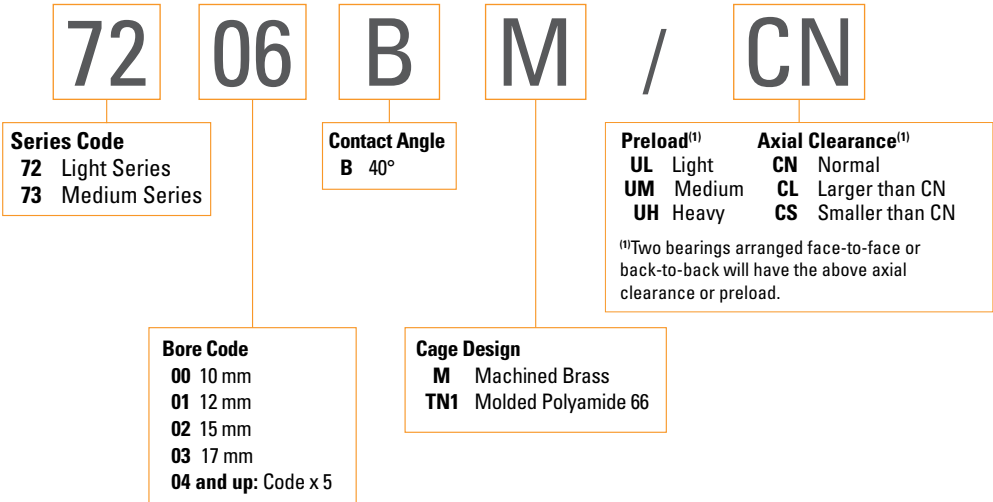 72 06 B M / CN
Series Code
72 Light Series
73 Medium Series
Contact Angle
B 40°
Preload⁽¹⁾ Axial Clearance⁽¹⁾
UL Light CN Normal
UM Medium CL Larger than CN
UH Heavy CS Smaller than CN
⁽¹⁾Two bearings arranged face-to-face or
back-to-back will have the above axial
clearance or preload.
Bore Code
00 10 mm
01 12 mm
02 15 mm
03 17 mm
04 and up: Code x 5
Cage Design
M Machined Brass
TN1 Molded Polyamide 66